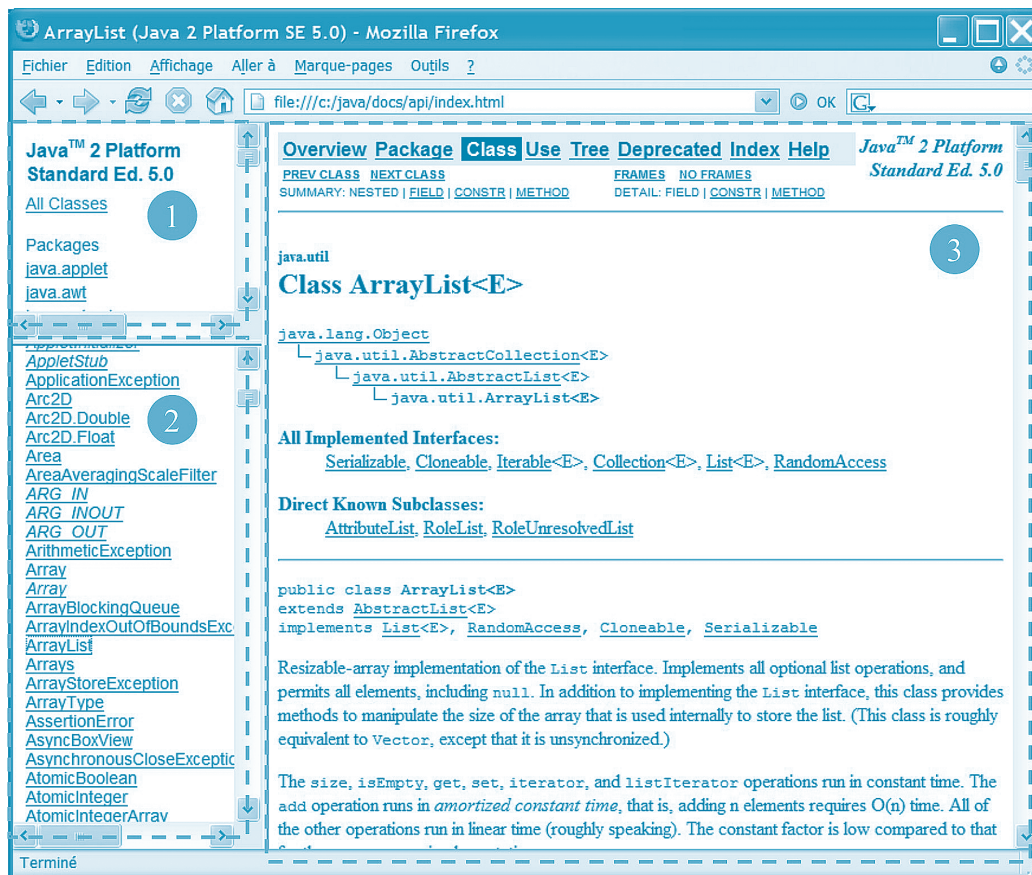 ArrayList (Java 2 Platform SE 5.0) - Mozilla Firefox
Fichier Edition Affichage Aller à Marque-pages Outils ?
file:///c:/java/docs/api/index.html OK G
Java™ 2 Platform
Standard Ed. 5.0
All Classes
1
Packages
java.applet
java.awt
AppletStub
ApplicationException
Arc2D
Arc2D.Double
2
Arc2D.Float
Area
AreaAveragingScaleFilter
ARG_IN
ARG_INOUT
ARG_OUT
ArithmeticException
Array
Array
ArrayBlockingQueue
ArrayIndexOutOfBoundsExc
ArrayList
Arrays
ArrayStoreException
ArrayType
AssertionError
AsyncBoxView
AsynchronousCloseExceptio
AtomicBoolean
AtomicInteger
AtomicIntegerArray
Overview Package Class Use Tree Deprecated Index Help
Java™ 2 Platform
Standard Ed. 5.0
PREV CLASS NEXT CLASS FRAMES NO FRAMES
SUMMARY: NESTED | FIELD | CONSTR | METHOD DETAIL: FIELD | CONSTR | METHOD
3
java.util
Class ArrayList<E>
java.lang.Object
java.util.AbstractCollection<E>
java.util.AbstractList<E>
java.util.ArrayList<E>
All Implemented Interfaces:
Serializable, Cloneable, Iterable<E>, Collection<E>, List<E>, RandomAccess
Direct Known Subclasses:
AttributeList, RoleList, RoleUnresolvedList
public class ArrayList<E>
extends AbstractList<E>
implements List<E>, RandomAccess, Cloneable, Serializable
Resizable-array implementation of the List interface. Implements all optional list operations, and
permits all elements, including null. In addition to implementing the List interface, this class provides
methods to manipulate the size of the array that is used internally to store the list. (This class is roughly
equivalent to Vector, except that it is unsynchronized.)
The size, isEmpty, get, set, iterator, and listIterator operations run in constant time. The
add operation runs in amortized constant time, that is, adding n elements requires O(n) time. All of
the other operations run in linear time (roughly speaking). The constant factor is low compared to that
Terminé